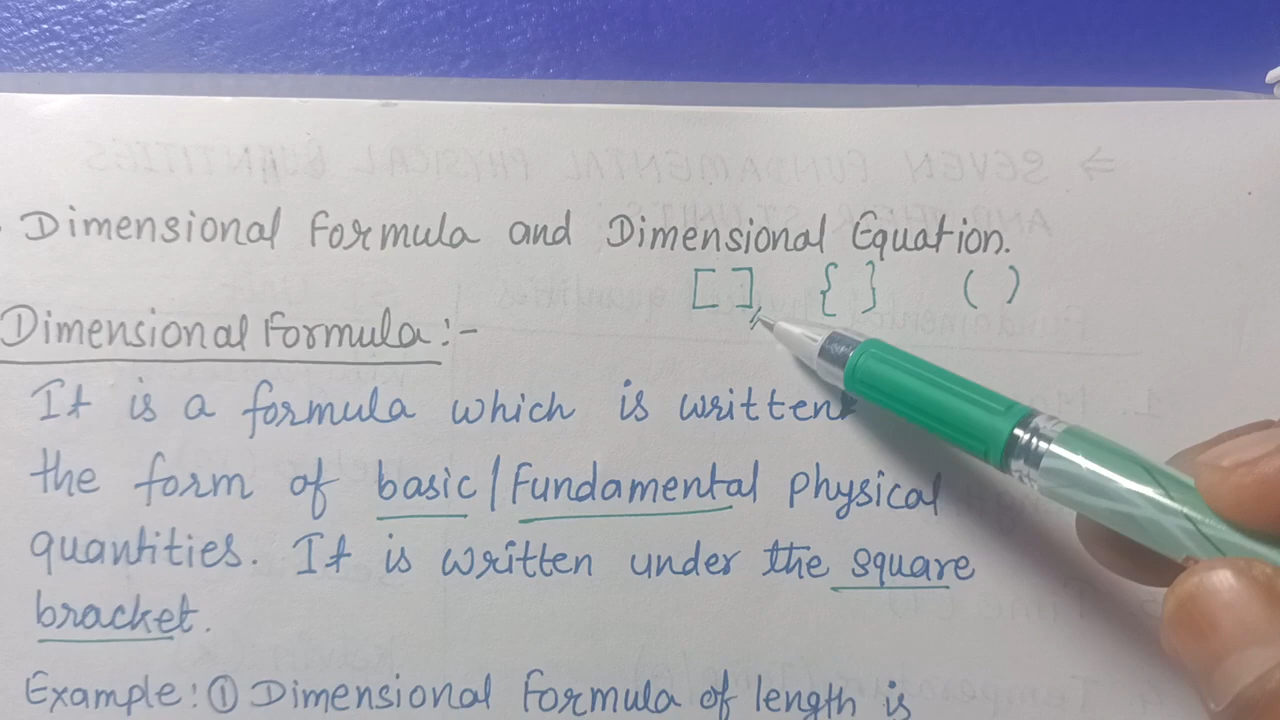 Dimensional Formula and Dimensional Equation.
[ ] { } ( )
Dimensional Formula :-
It is a formula which is written
the form of basic / Fundamental physical
quantities. It is written under the square
bracket.
Example: ① Dimensional Formula of length is